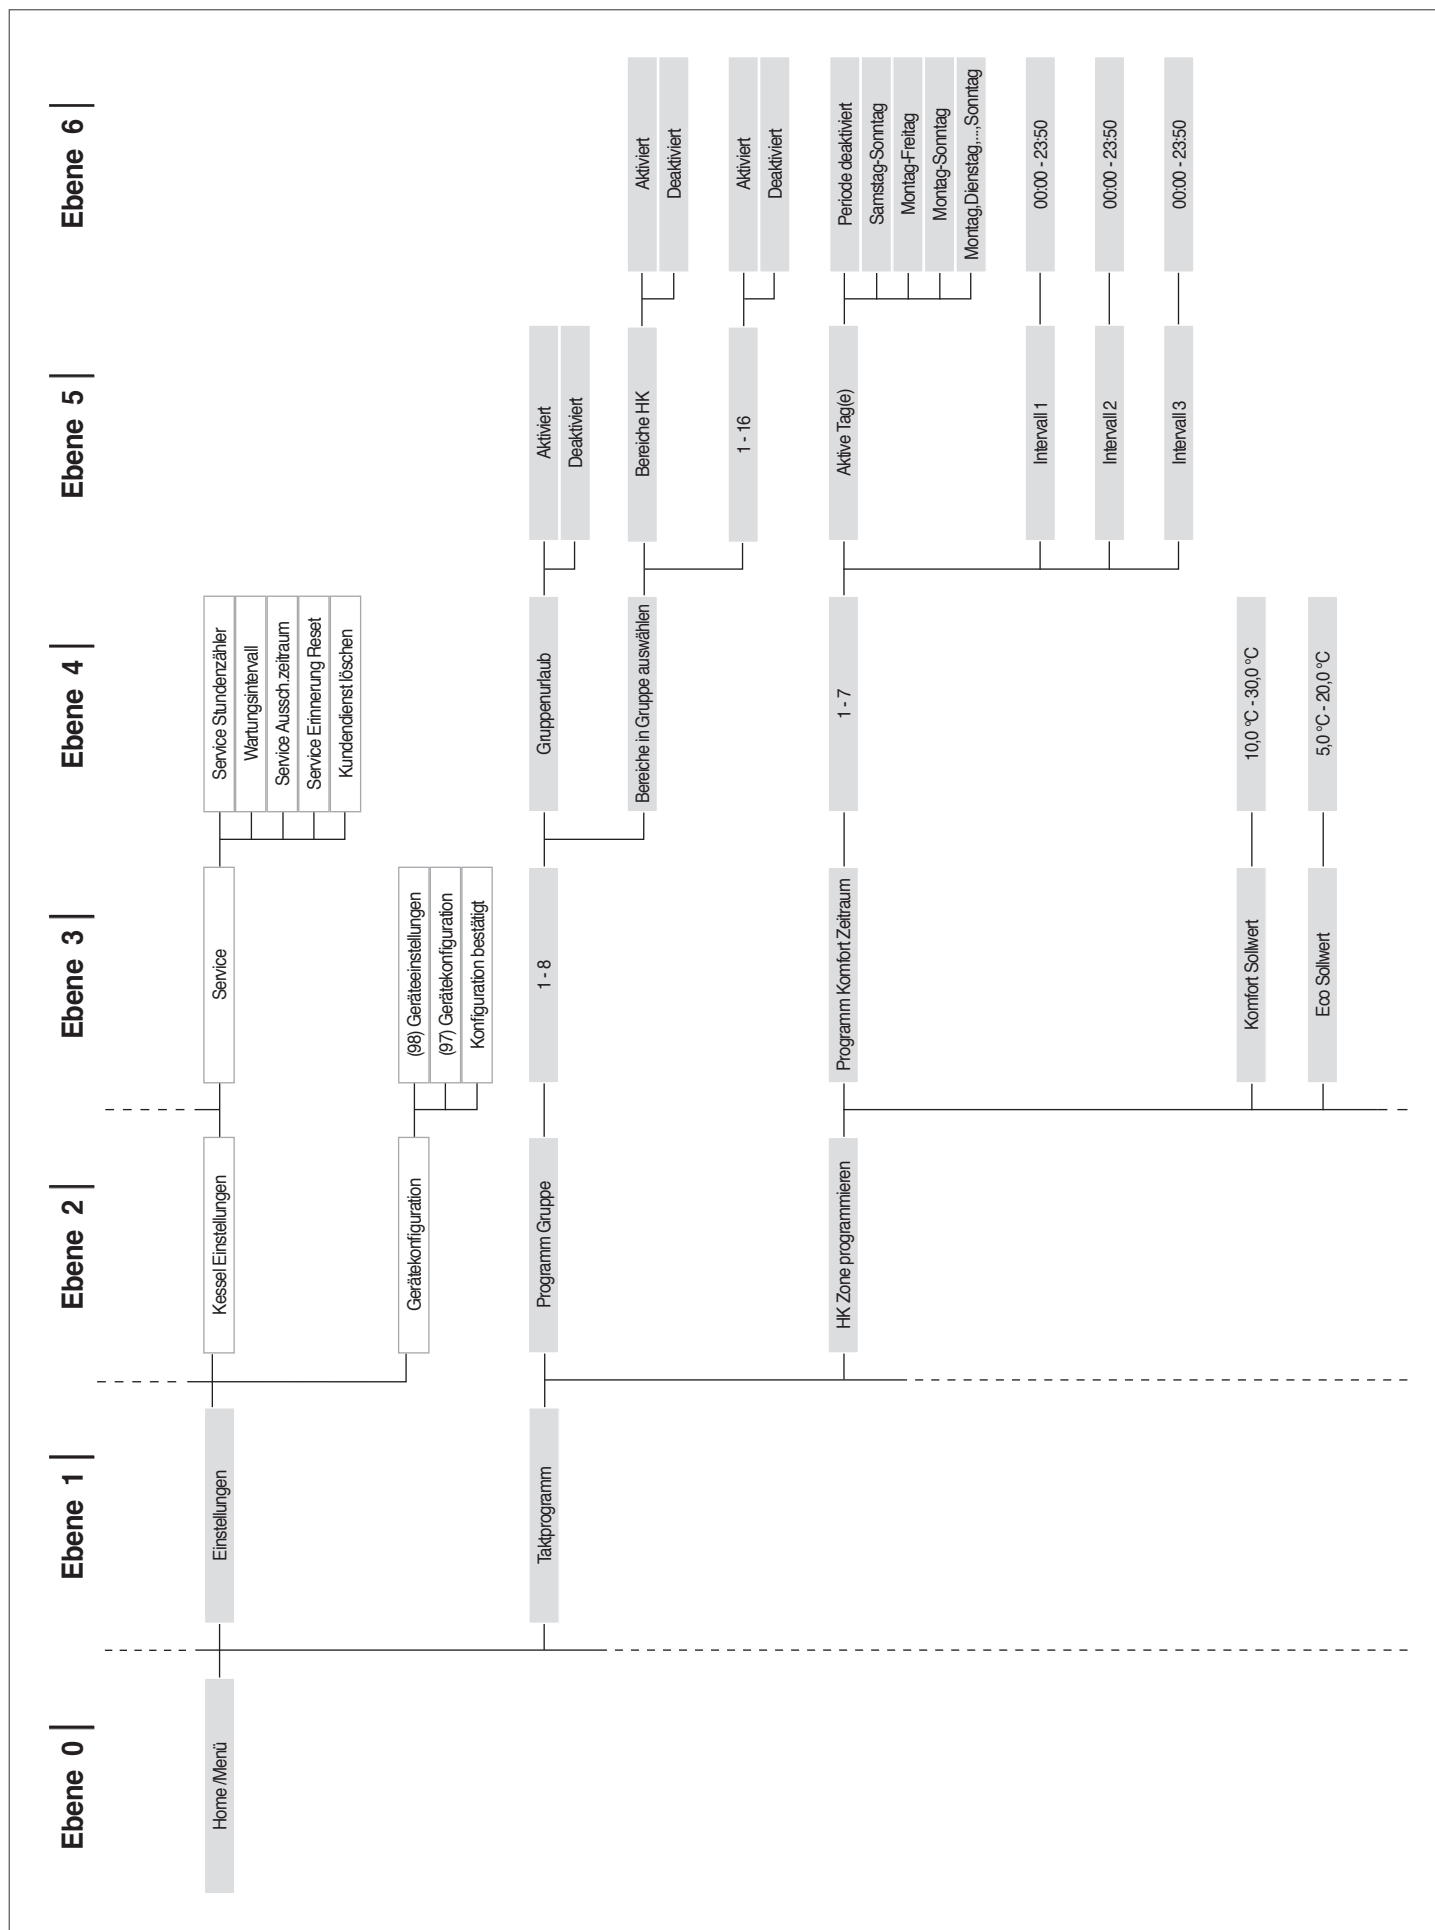 Ebene 0
Ebene 1
Ebene 2
Ebene 3
Ebene 4
Ebene 5
Ebene 6
Home /Menü
Einstellungen
Kessel Einstellungen
Service
Service Stundenzähler
Wartungsintervall
Service Aussch.zeitraum
Service Erinnerung Reset
Kundendienst löschen
Gerätekonfiguration
(98) Geräteeinstellungen
(97) Gerätekonfiguration
Konfiguration bestätigt
Taktprogramm
Programm Gruppe
1 - 8
Gruppenurlaub
Aktiviert
Deaktiviert
Bereiche in Gruppe auswählen
Bereiche HK
Aktiviert
Deaktiviert
1 - 16
Aktiviert
Deaktiviert
HK Zone programmieren
Programm Komfort Zeitraum
1 - 7
Aktive Tag(e)
Periode deaktiviert
Samstag-Sonntag
Montag-Freitag
Montag-Sonntag
Montag,Dienstag,...,Sonntag
Intervall 1
00:00 - 23:50
Intervall 2
00:00 - 23:50
Intervall 3
00:00 - 23:50
Komfort Sollwert
10,0 °C - 30,0 °C
Eco Sollwert
5,0 °C - 20,0 °C